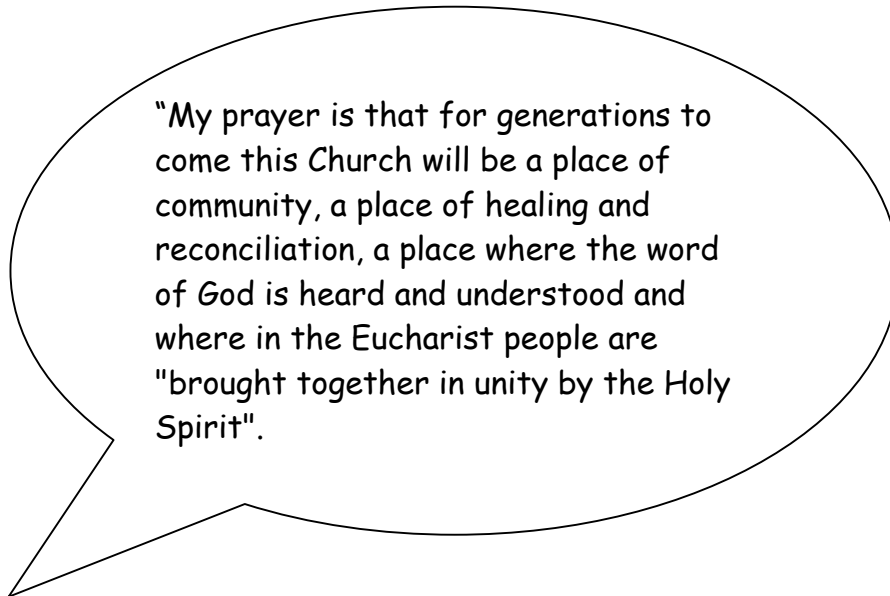 “My prayer is that for generations to
come this Church will be a place of
community, a place of healing and
reconciliation, a place where the word
of God is heard and understood and
where in the Eucharist people are
"brought together in unity by the Holy
Spirit".